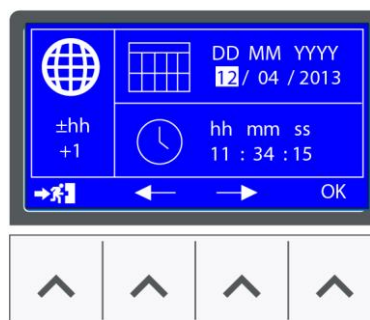 DD MM YYYY
12 / 04 / 2013
±hh
+1
hh mm ss
11 : 34 : 15
OK